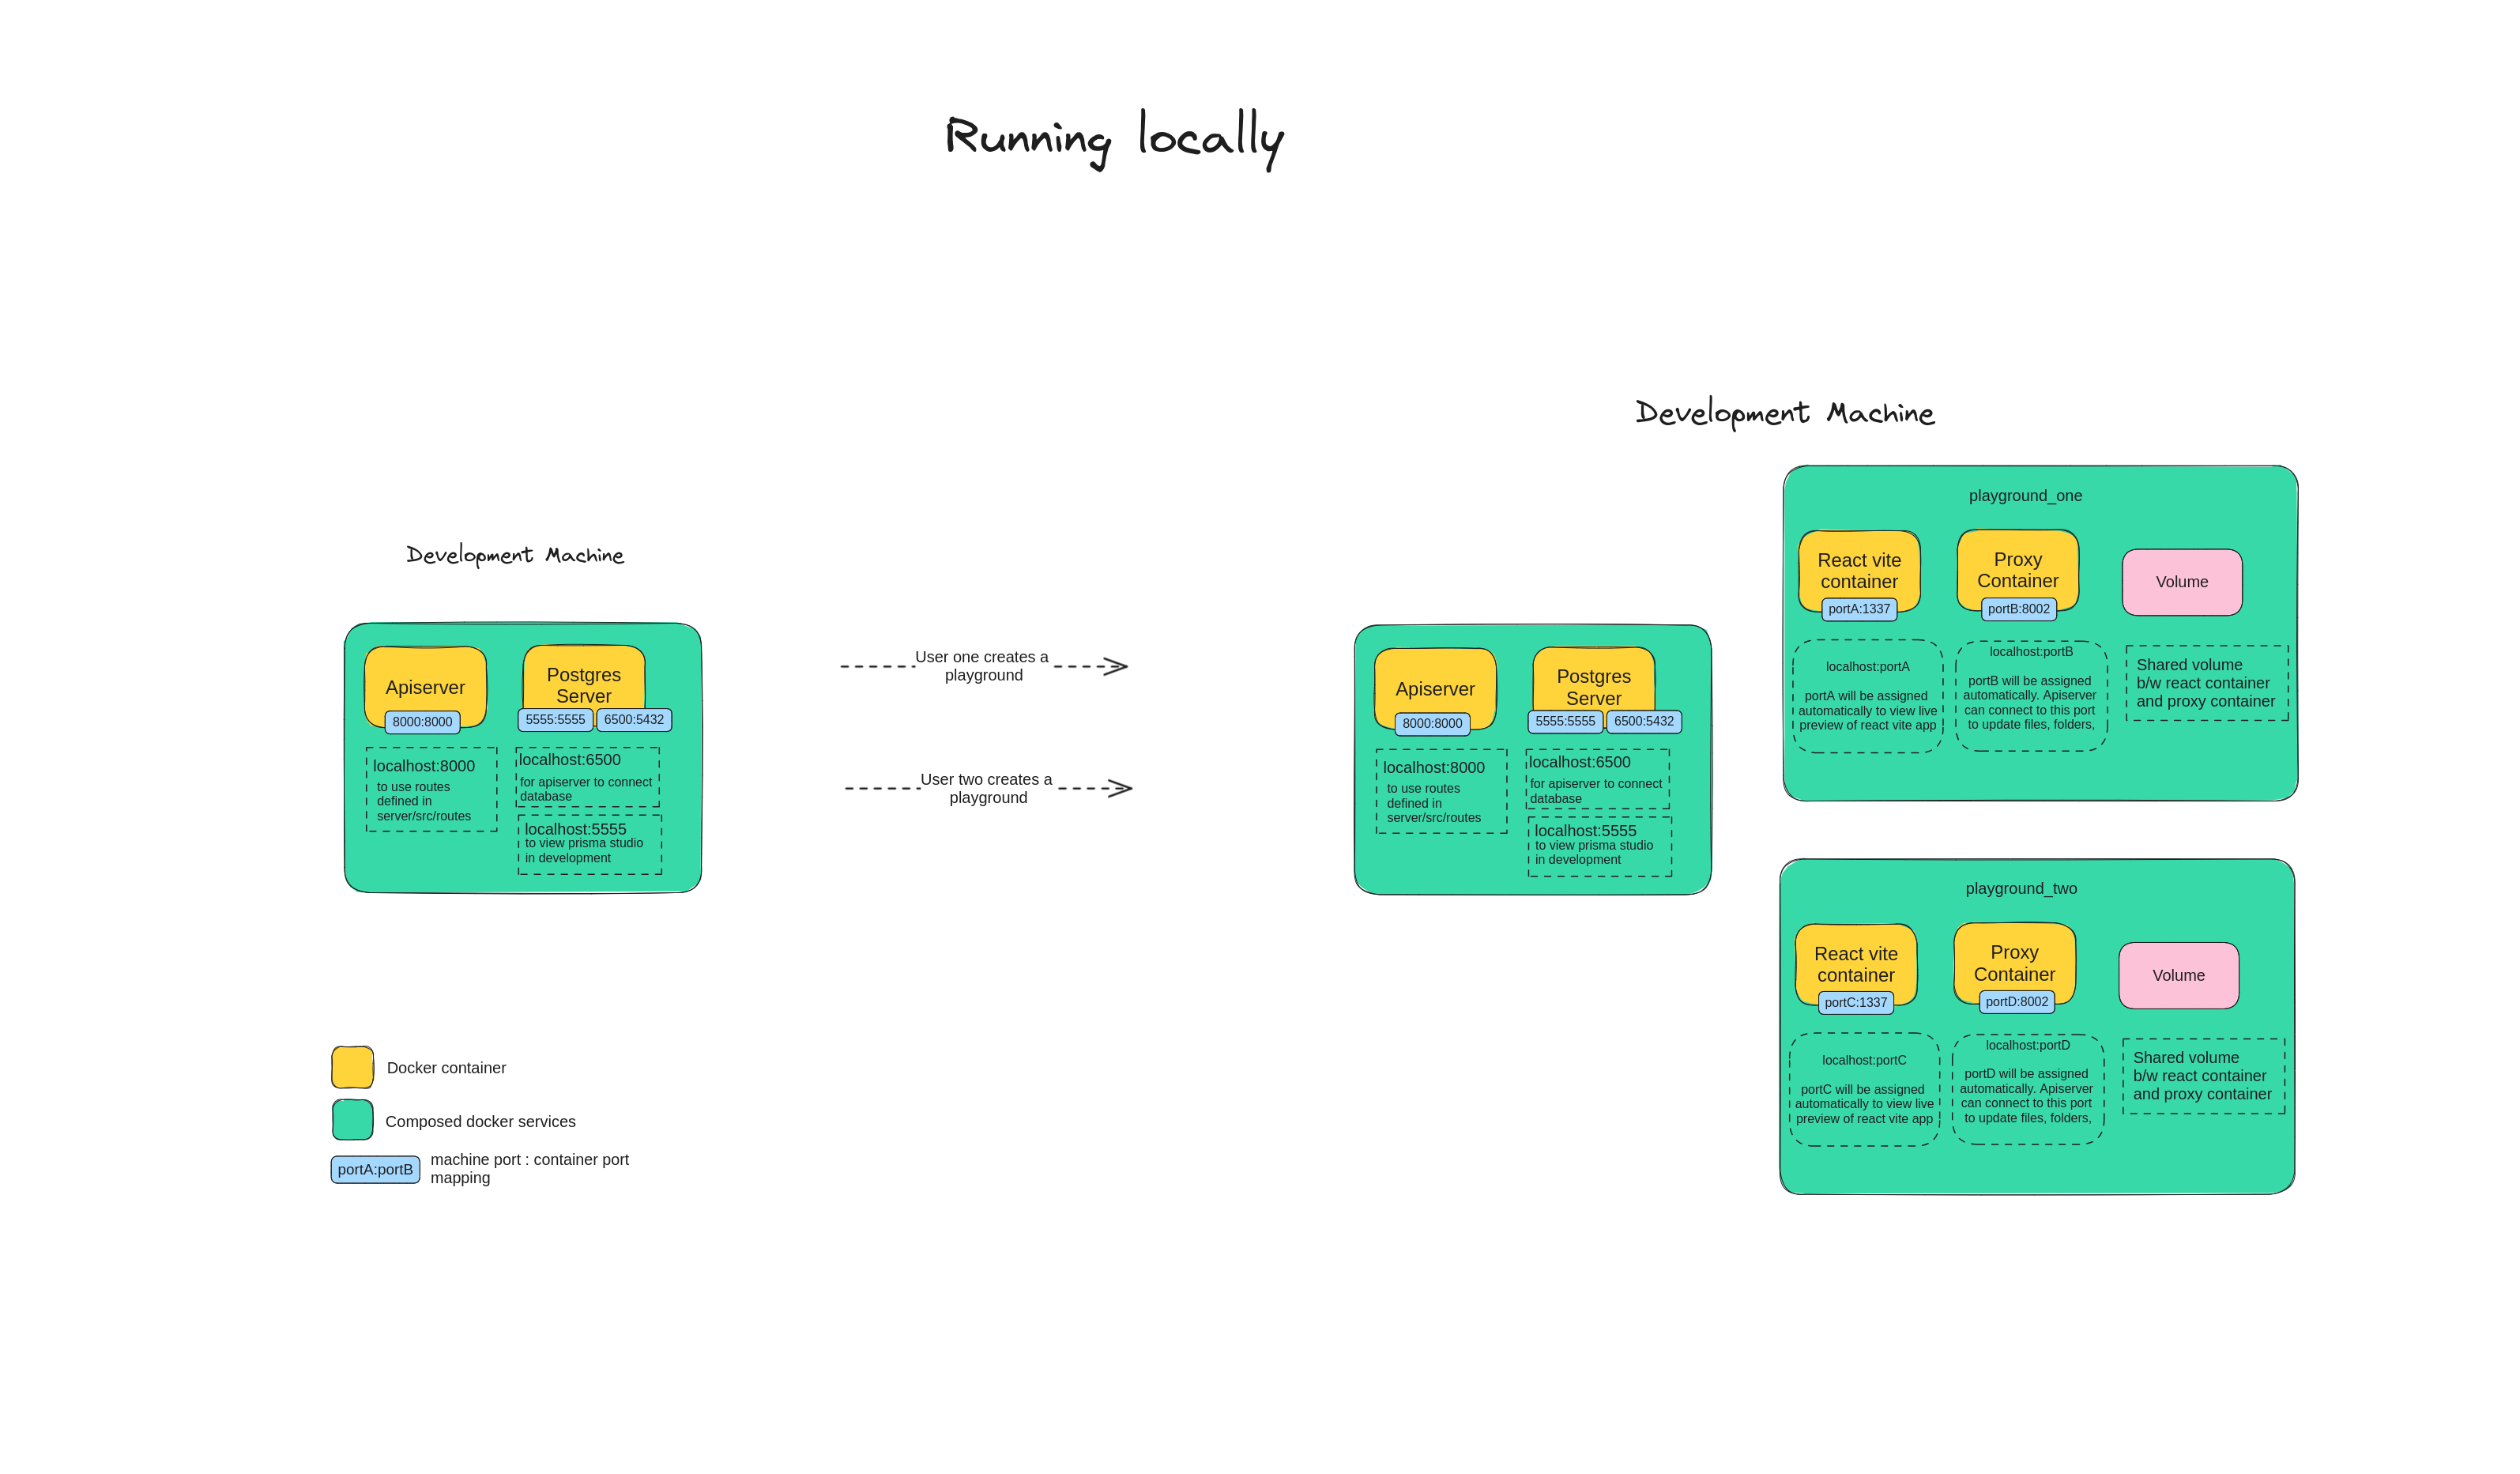 Running locally
Development Machine
Apiserver
8000:8000
Postgres
Server
5555:5555
6500:5432
localhost:8000
to use routes
defined in
server/src/routes
localhost:6500
for apiserver to connect
database
localhost:5555
to view prisma studio
in development
User one creates a
playground
User two creates a
playground
Development Machine
Apiserver
8000:8000
Postgres
Server
5555:5555
6500:5432
localhost:8000
to use routes
defined in
server/src/routes
localhost:6500
for apiserver to connect
database
localhost:5555
to view prisma studio
in development
playground_one
React vite
container
portA:1337
Proxy
Container
portB:8002
Volume
localhost:portA
portA will be assigned
automatically to view live
preview of react vite app
localhost:portB
portB will be assigned
automatically. Apiserver
can connect to this port
to update files, folders,
Shared volume
b/w react container
and proxy container
playground_two
React vite
container
portC:1337
Proxy
Container
portD:8002
Volume
localhost:portC
portC will be assigned
automatically to view live
preview of react vite app
localhost:portD
portD will be assigned
automatically. Apiserver
can connect to this port
to update files, folders,
Shared volume
b/w react container
and proxy container
Docker container
Composed docker services
portA:portB
machine port : container port
mapping